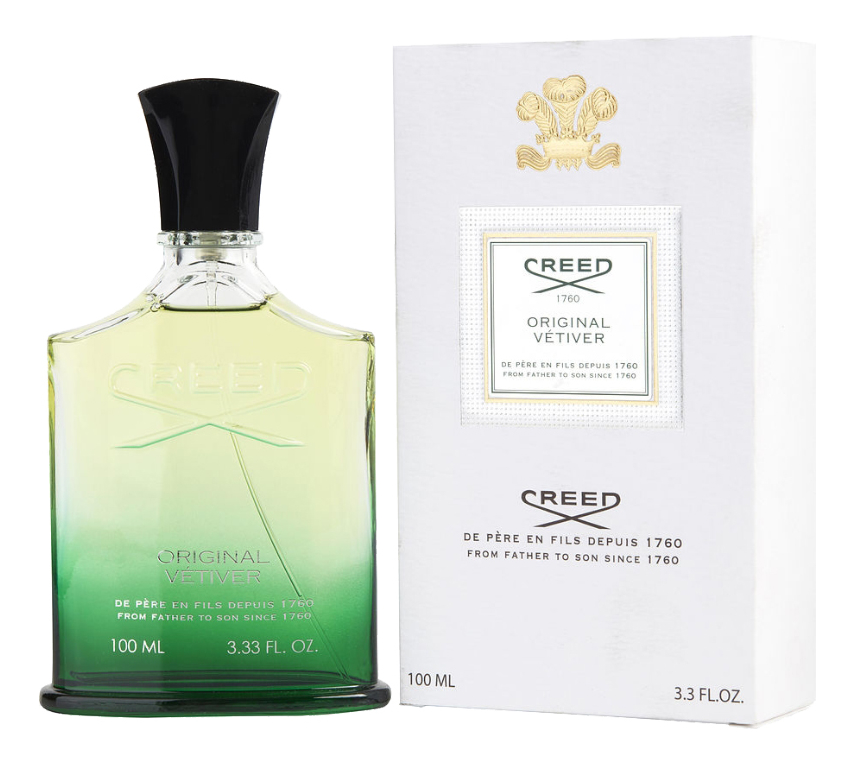 CREED
ORIGINAL
VÉTIVER
DE PÈRE EN FILS DEPUIS 1760
FROM FATHER TO SON SINCE 1760
100 ML 3.33 FL. OZ.
CREED
1760
ORIGINAL
VÉTIVER
DE PÈRE EN FILS DEPUIS 1760
FROM FATHER TO SON SINCE 1760
CREED
DE PÈRE EN FILS DEPUIS 1760
FROM FATHER TO SON SINCE 1760
100 ML 3.3 FL.OZ.